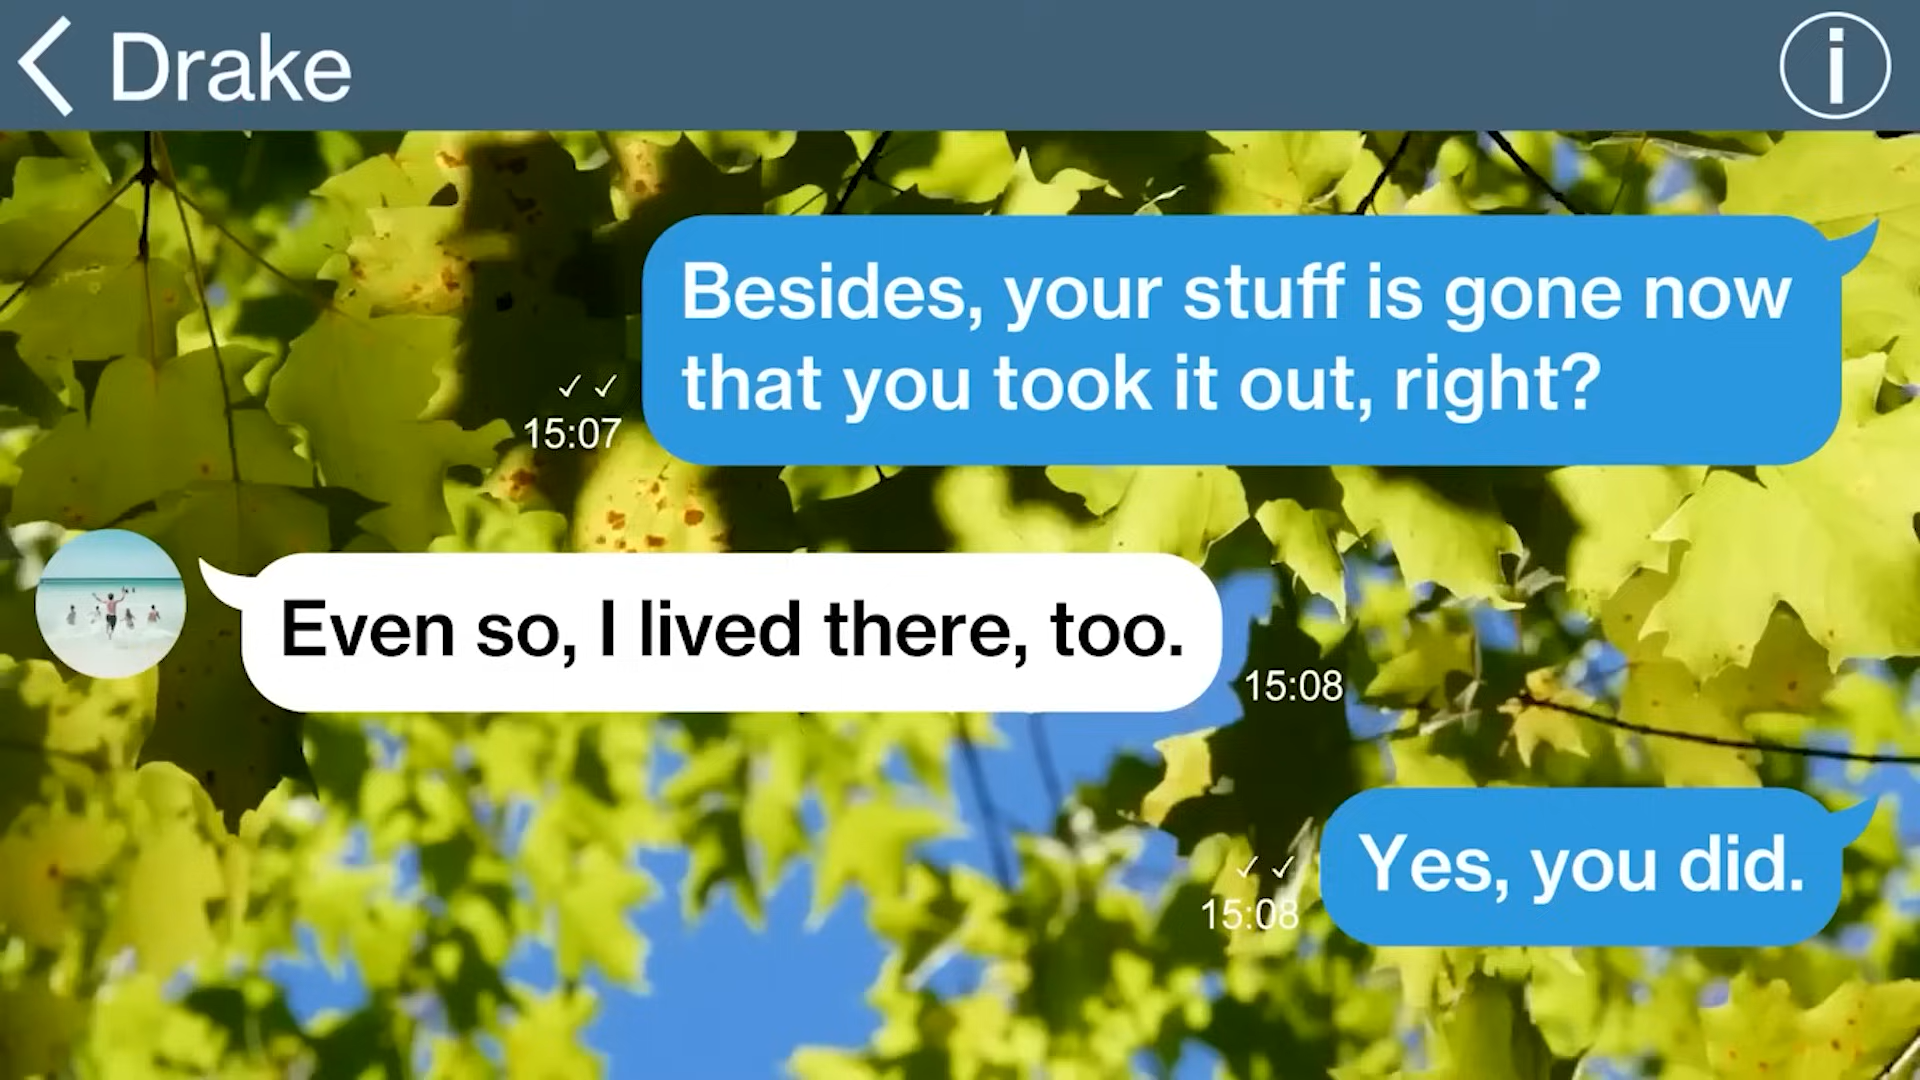 Drake
Besides, your stuff is gone now
that you took it out, right?
15:07
Even so, I lived there, too.
15:08
Yes, you did.
15:08